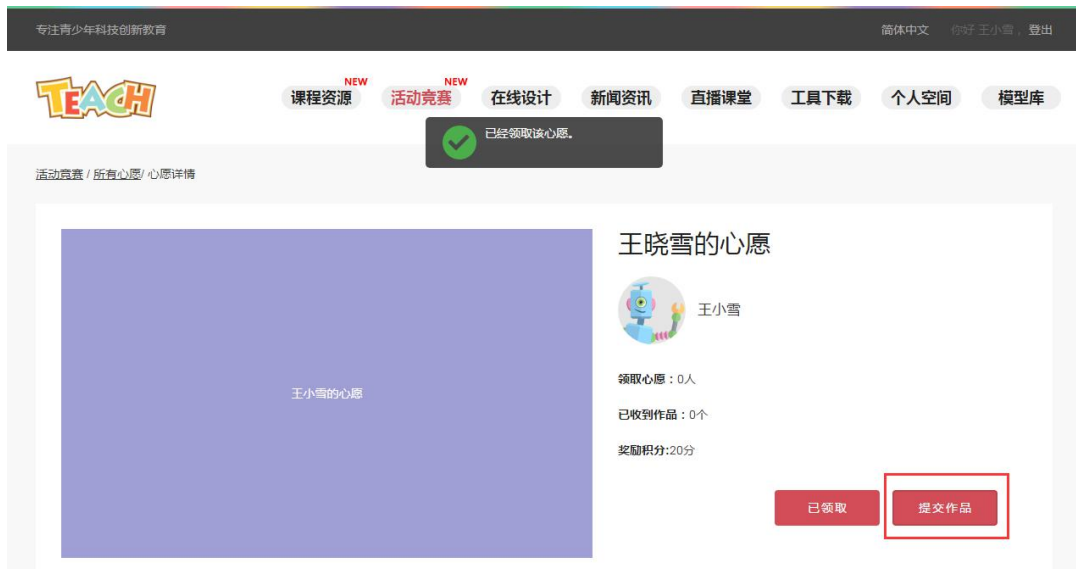 专注青少年科技创新教育
简体中文 你好 王小雪， 登出
TEACH
课程资源 NEW 活动竞赛 NEW 在线设计 新闻资讯 直播课堂 工具下载 个人空间 模型库
已经领取该心愿。
活动竞赛 / 所有心愿/ 心愿详情
王小雪的心愿
王晓雪的心愿
王小雪
领取心愿：0人
已收到作品：0个
奖励积分:20分
已领取 提交作品